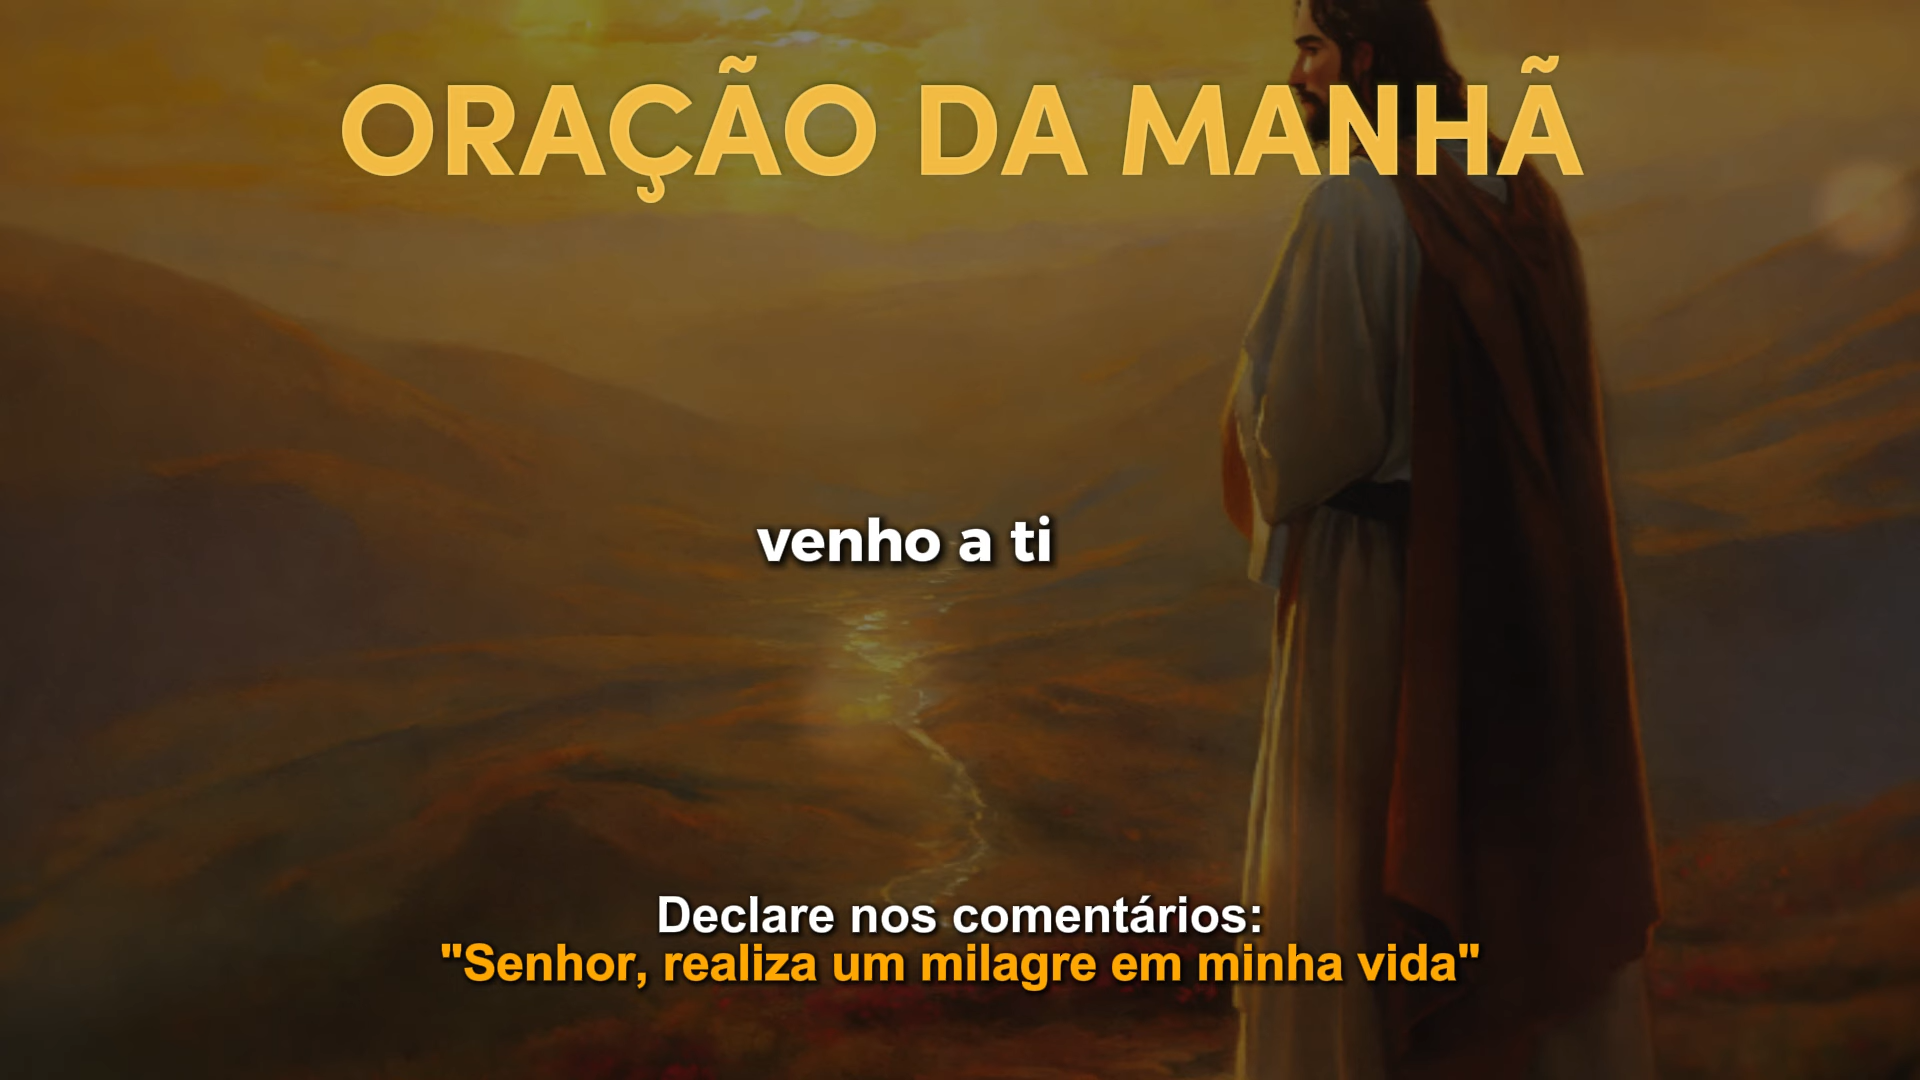 ORAÇÃO DA MANHÃ
venho a ti
Declare nos comentários:
"Senhor, realiza um milagre em minha vida"